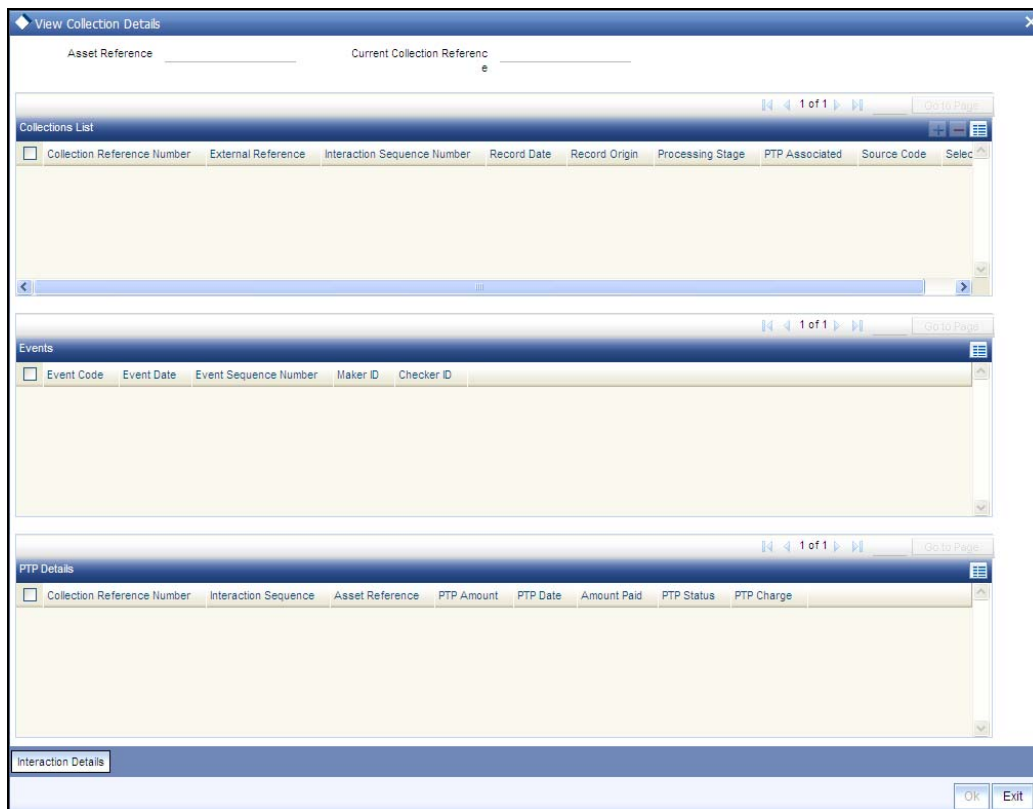 View Collection Details
Asset Reference
Current Collection Referenc
e
1 of 1
Go to Page
Collections List
Collection Reference Number External Reference Interaction Sequence Number Record Date Record Origin Processing Stage PTP Associated Source Code Selec
1 of 1
Go to Page
Events
Event Code Event Date Event Sequence Number Maker ID Checker ID
1 of 1
Go to Page
PTP Details
Collection Reference Number Interaction Sequence Asset Reference PTP Amount PTP Date Amount Paid PTP Status PTP Charge
Interaction Details
Ok Exit